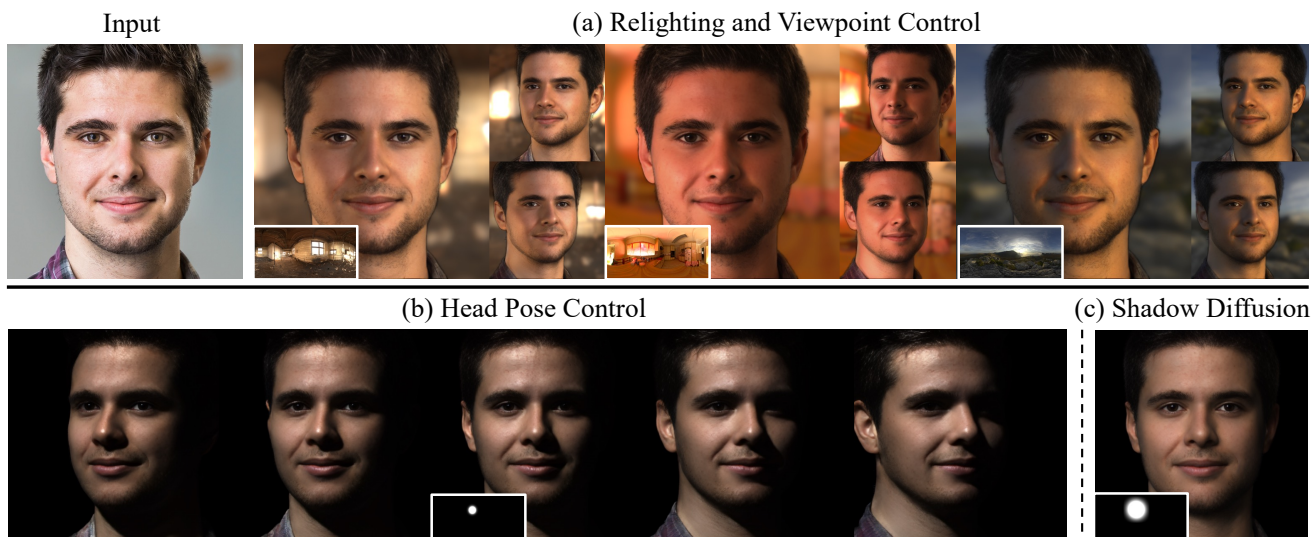 Input
(a) Relighting and Viewpoint Control
(b) Head Pose Control
(c) Shadow Diffusion